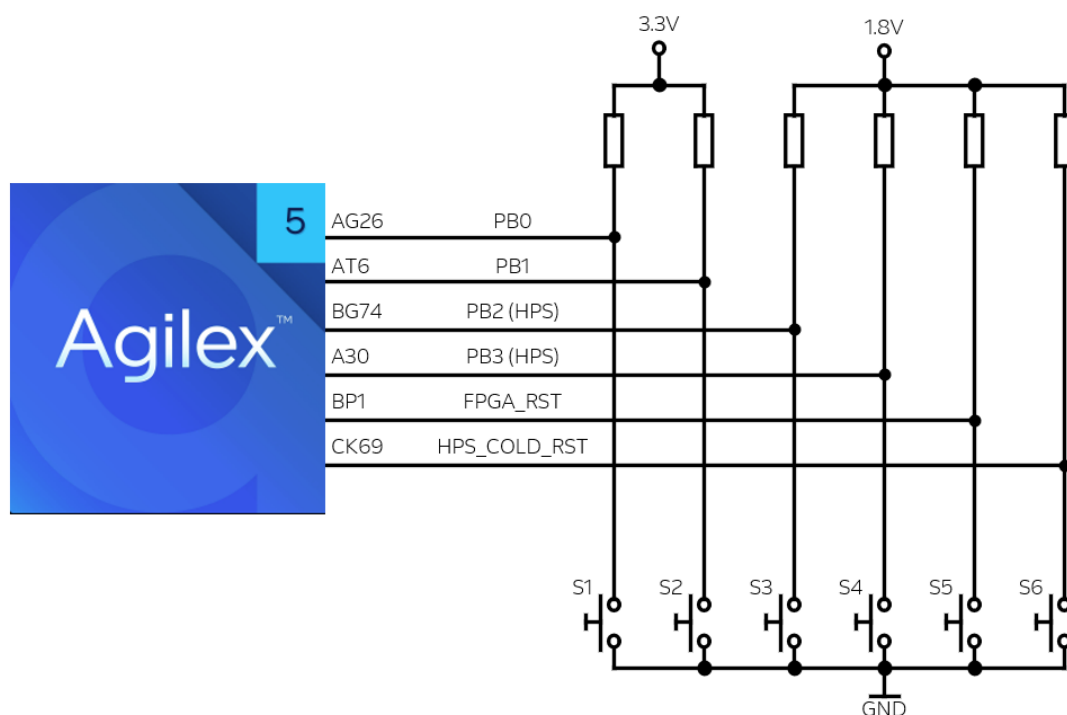 3.3V 1.8V
5
AG26 PB0
AT6 PB1
BG74 PB2 (HPS)
Agilex™
A30 PB3 (HPS)
BP1 FPGA_RST
CK69 HPS_COLD_RST
S1 S2 S3 S4 S5 S6
GND